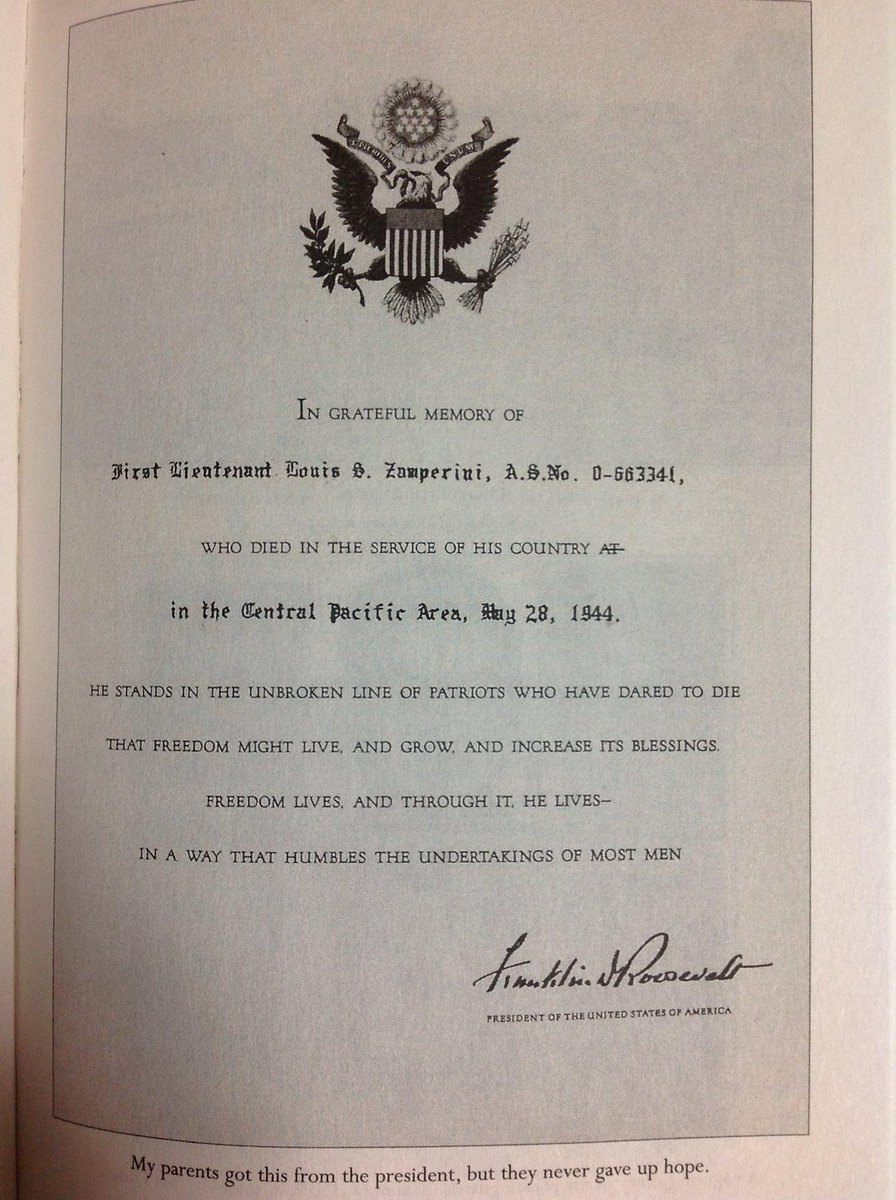 E PLURIBUS UNUM
IN GRATEFUL MEMORY OF
First Lieutenant Louis S. Zamperini, A.S.No. O-663341,
WHO DIED IN THE SERVICE OF HIS COUNTRY AT
in the Central Pacific Area, May 28, 1944.
HE STANDS IN THE UNBROKEN LINE OF PATRIOTS WHO HAVE DARED TO DIE
THAT FREEDOM MIGHT LIVE, AND GROW, AND INCREASE ITS BLESSINGS.
FREEDOM LIVES, AND THROUGH IT, HE LIVES—
IN A WAY THAT HUMBLES THE UNDERTAKINGS OF MOST MEN
Franklin D Roosevelt
PRESIDENT OF THE UNITED STATES OF AMERICA
My parents got this from the president, but they never gave up hope.